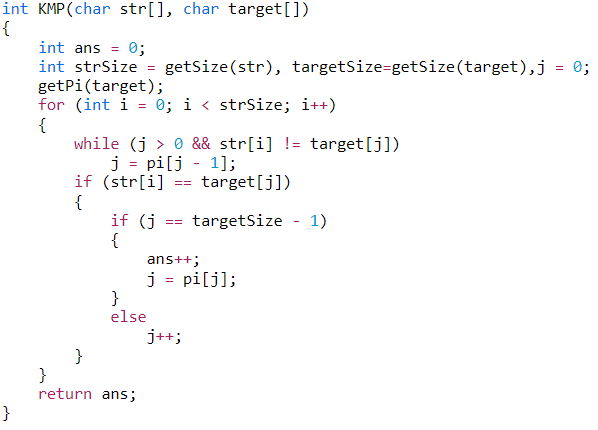 int KMP(char str[], char target[])
{
    int ans = 0;
    int strSize = getSize(str), targetSize=getSize(target),j = 0;
    getPi(target);
    for (int i = 0; i < strSize; i++)
    {
        while (j > 0 && str[i] != target[j])
            j = pi[j - 1];
        if (str[i] == target[j])
        {
            if (j == targetSize - 1)
            {
                ans++;
                j = pi[j];
            }
            else
                j++;
        }
    }
    return ans;
}